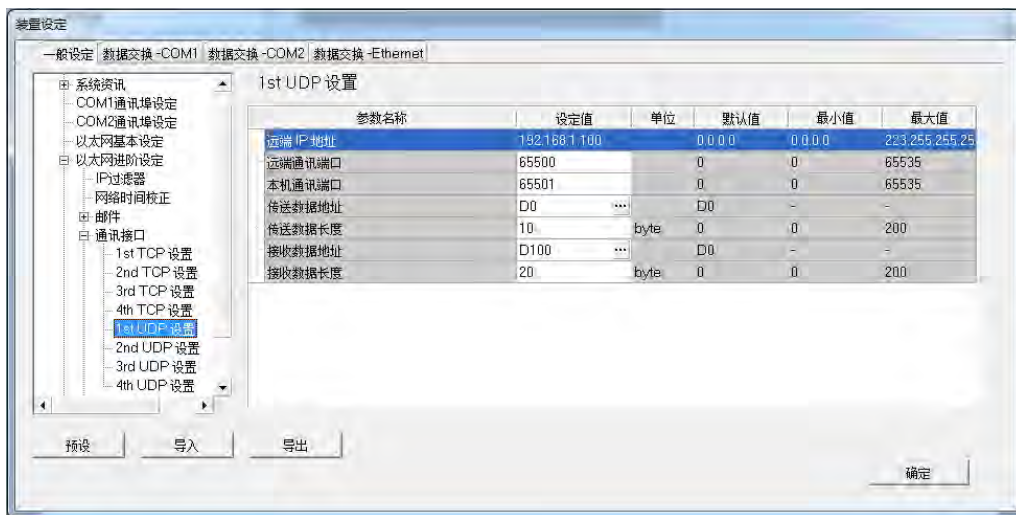 装置设定
一般设定 数据交换 -COM1 数据交换 -COM2 数据交换 -Ethernet
系统资讯
COM1通讯埠设定
COM2通讯埠设定
以太网基本设定
以太网进阶设定
IP过滤器
网络时间校正
邮件
通讯接口
1st TCP 设置
2nd TCP 设置
3rd TCP 设置
4th TCP 设置
1st UDP 设置
2nd UDP 设置
3rd UDP 设置
4th UDP 设置
1st UDP 设置
参数名称 设定值 单位 默认值 最小值 最大值
远端 IP 地址 192.168.1.100 0.0.0.0 0.0.0.0 223.255.255.25
远端通讯端口 65500 0 0 65535
本机通讯端口 65501 0 0 65535
传送数据地址 D0 ... D0 - -
传送数据长度 10 byte 0 0 200
接收数据地址 D100 ... D0 - -
接收数据长度 20 byte 0 0 200
预设 导入 导出
确定